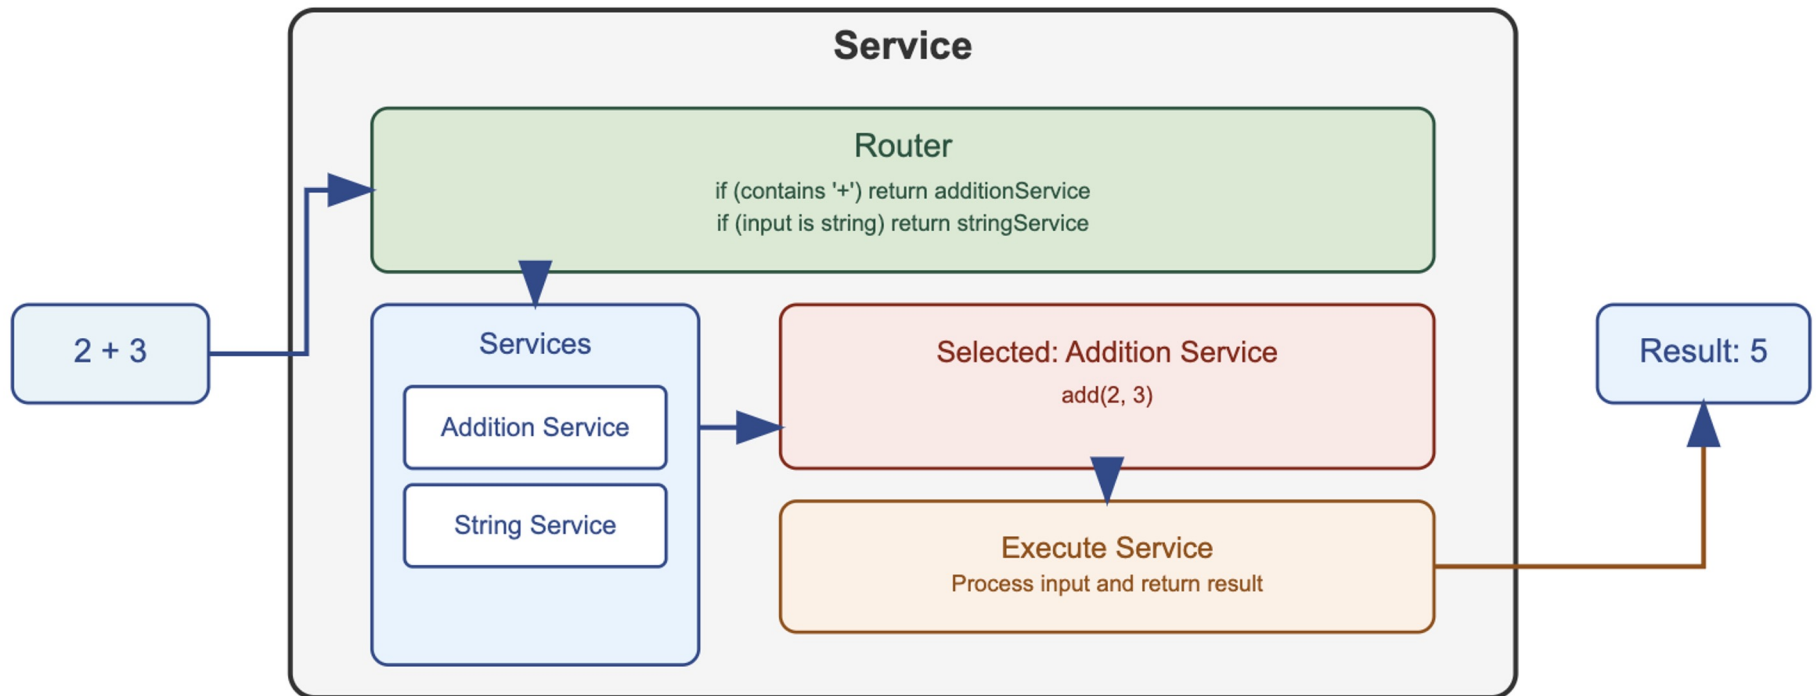 Service
Router
if (contains '+') return additionService
if (input is string) return stringService
2 + 3
Services
Addition Service
String Service
Selected: Addition Service
add(2, 3)
Execute Service
Process input and return result
Result: 5